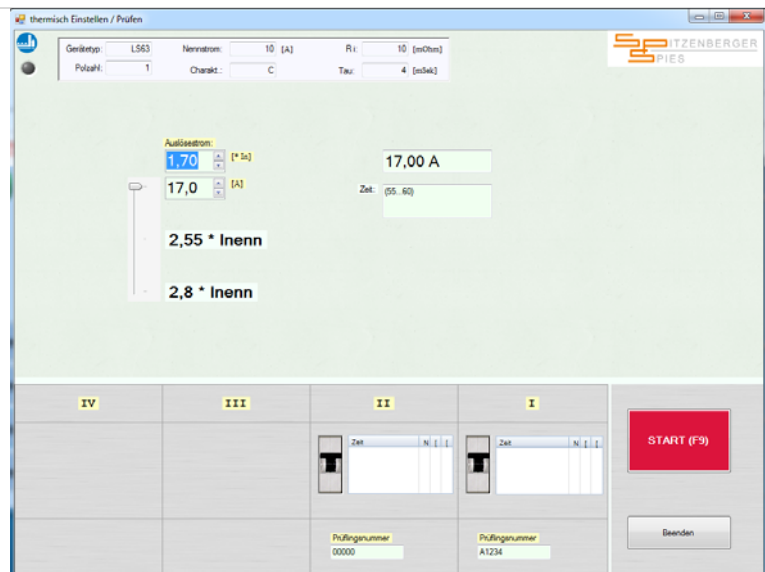 thermisch Einstellen / Prüfen
Gerätetyp: LS63 Nennstrom: 10 [A] Ri: 10 [mOhm]
Polzahl: 1 Charakt.: C Tau: 4 [mSek]
SPITZENBERGER
SPIES
Auslösestrom:
1,70 [* In]
17,00 A
17,0 [A]
Zeit: (55...60)
2,55 * Inenn
2,8 * Inenn
IV III II I
START (F9)
Zeit N [ [
Zeit N [ [
Beenden
Prüflingsnummer Prüflingsnummer
00000 A1234